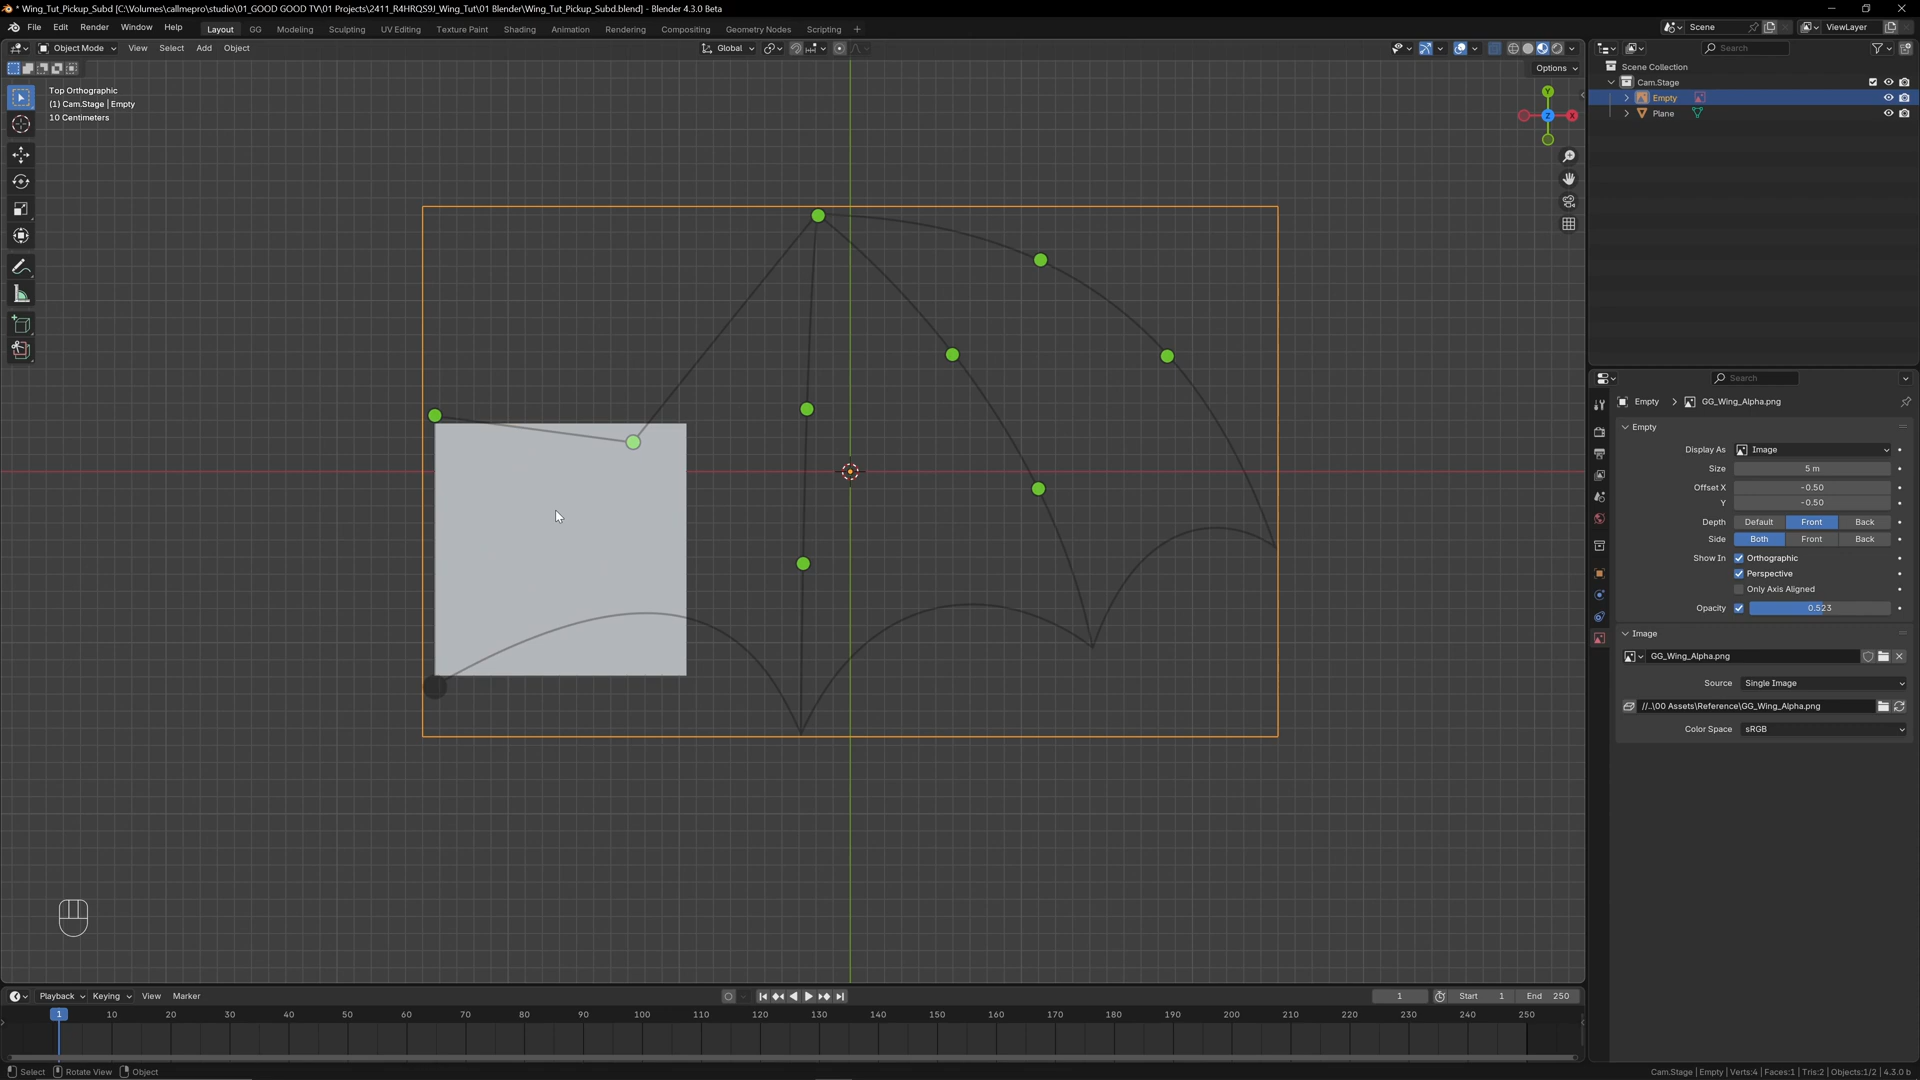 * Wing_Tut_Pickup_Subd [C:\Volumes\callmepro\studio\01_GOOD GOOD TV\01 Projects\2411_R4HRQS9J_Wing_Tut\01 Blender\Wing_Tut_Pickup_Subd.blend] - Blender 4.3.0 Beta
File Edit Render Window Help Layout GG Modeling Sculpting UV Editing Texture Paint Shading Animation Rendering Compositing Geometry Nodes Scripting + Scene ViewLayer
Object Mode View Select Add Object Global Search
Options
Top Orthographic
(1) Cam.Stage | Empty
10 Centimeters
Y
Z
X
Scene Collection
Cam.Stage
Empty
Plane
Search
Empty > GG_Wing_Alpha.png
Empty
Display As Image
Size 5 m
Offset X -0.50
Y -0.50
Depth Default Front Back
Side Both Front Back
Show In Orthographic
Perspective
Only Axis Aligned
Opacity 0.523
Image
GG_Wing_Alpha.png
Source Single Image
//..\00 Assets\Reference\GG_Wing_Alpha.png
Color Space sRGB
Playback Keying View Marker 1 Start 1 End 250
1 10 20 30 40 50 60 70 80 90 100 110 120 130 140 150 160 170 180 190 200 210 220 230 240 250
Select Rotate View Object Cam.Stage | Empty | Verts:4 | Faces:1 | Tris:2 | Objects:1/2 | 4.3.0 b